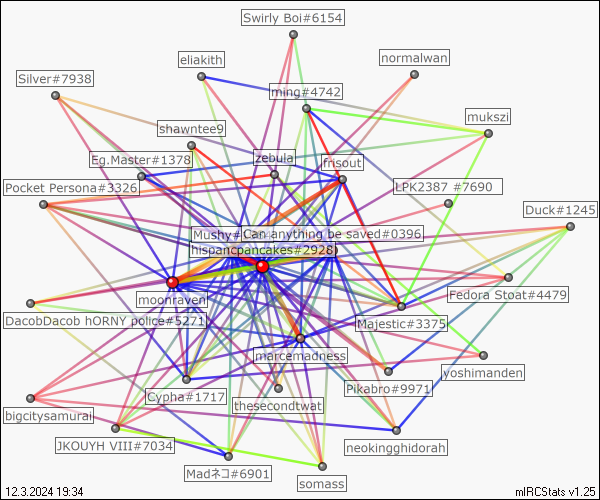 Swirly Boi#6154
eliakith
normalwan
Silver#7938
ming#4742
mukszi
shawntee9
Eg.Master#1378
zebula
frisout
Pocket Persona#3326
LPK2387 #7690
Duck#1245
Mushy#
Can anything be saved#0396
hispancpancakes#2928
moonraven
Fedora Stoat#4479
DacobDacob hORNY police#5271
Majestic#3375
marcemadness
yoshimanden
Pikabro#9971
Cypha#1717
thesecondtwat
bigcitysamurai
JKOUYH VIII#7034
neokingghidorah
Madネコ#6901
somass
12.3.2024 19:34
mIRCStats v1.25